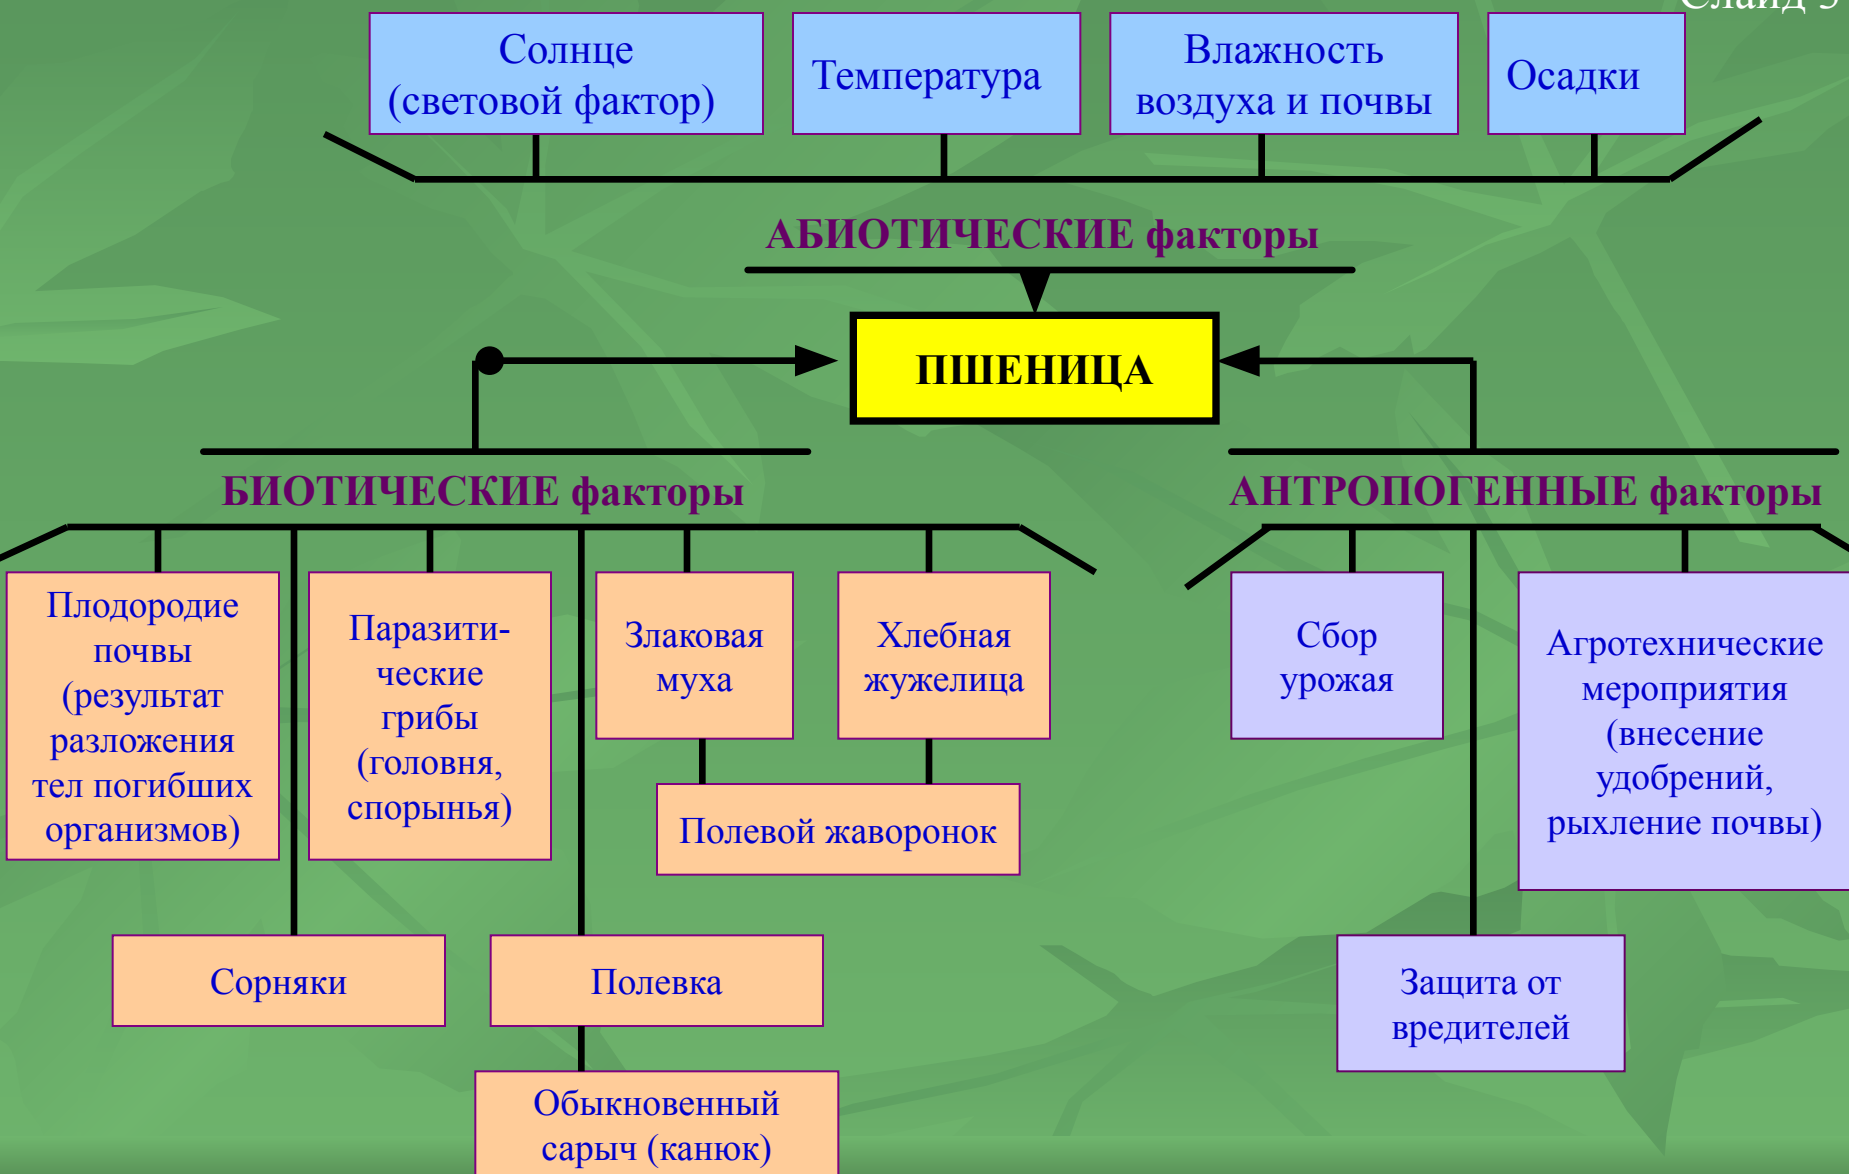 Слайд 3
Солнце
(световой фактор)
Температура
Влажность
воздуха и почвы
Осадки
АБИОТИЧЕСКИЕ факторы
ПШЕНИЦА
БИОТИЧЕСКИЕ факторы
АНТРОПОГЕННЫЕ факторы
Плодородие
почвы
(результат
разложения
тел погибших
организмов)
Паразити-
ческие
грибы
(головня,
спорынья)
Злаковая
муха
Хлебная
жужелица
Сбор
урожая
Агротехнические
мероприятия
(внесение
удобрений,
рыхление почвы)
Полевой жаворонок
Сорняки
Полевка
Защита от
вредителей
Обыкновенный
сарыч (канюк)